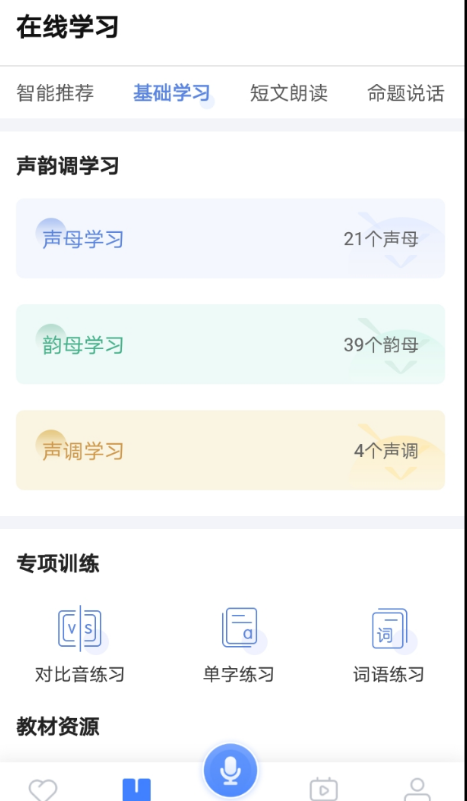 在线学习
智能推荐 基础学习 短文朗读 命题说话
声韵调学习
声母学习 21个声母
韵母学习 39个韵母
声调学习 4个声调
专项训练
VS a 词
对比音练习 单字练习 词语练习
教材资源